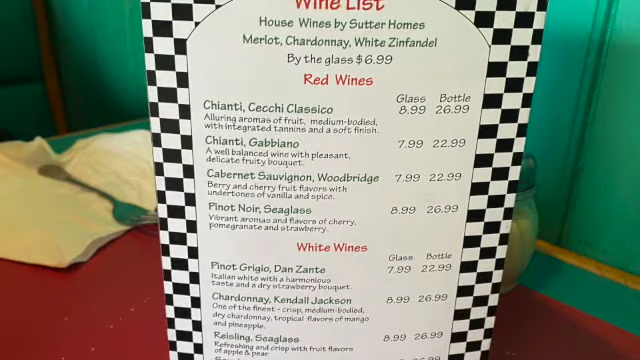 Wine List
House Wines by Sutter Homes
Merlot, Chardonnay, White Zinfandel
By the glass $6.99
Red Wines
Glass Bottle
Chianti, Cecchi Classico 8.99 26.99
Alluring aromas of fruit, medium-bodied,
with integrated tannins and a soft finish.
Chianti, Gabbiano 7.99 22.99
A well balanced wine with pleasant,
delicate fruity bouquet.
Cabernet Sauvignon, Woodbridge 7.99 22.99
Berry and cherry fruit flavors with
undertones of vanilla and spice.
Pinot Noir, Seaglass 8.99 26.99
Vibrant aromas and flavors of cherry,
pomegranate and strawberry.
White Wines
Glass Bottle
Pinot Grigio, Dan Zante 7.99 22.99
Italian white with a harmonious
taste and a dry strawberry bouquet.
Chardonnay, Kendall Jackson 8.99 26.99
One of the finest - crisp, medium-bodied,
dry chardonnay, tropical flavors of mango
and pineapple.
Reisling, Seaglass 8.99 26.99
Refreshing and crisp with fruit flavors
of apple & pear